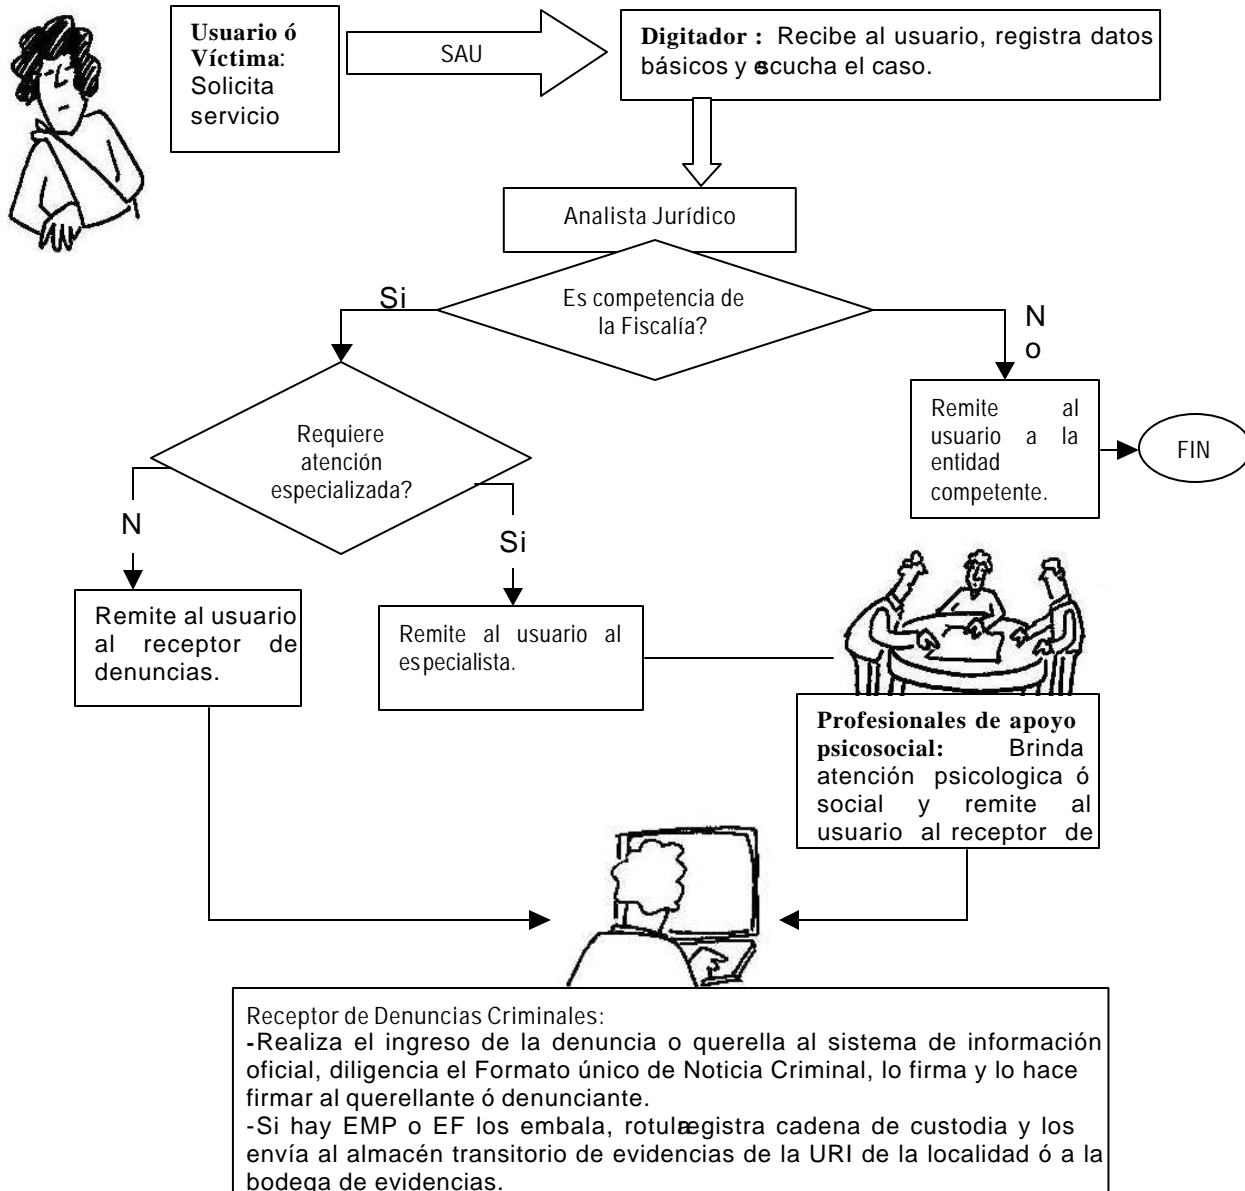 Usuario ó
Víctima:
Solicita
servicio
SAU
Digitador : Recibe al usuario, registra datos
básicos y escucha el caso.
Analista Jurídico
Es competencia de
la Fiscalía?
Si
N
o
Requiere
atención
especializada?
Remite al
usuario a la
entidad
competente.
FIN
N
Si
Remite al usuario
al receptor de
denuncias.
Remite al usuario al
especialista.
Profesionales de apoyo
psicosocial: Brinda
atención psicologica ó
social y remite al
usuario al receptor de
Receptor de Denuncias Criminales:
-Realiza el ingreso de la denuncia o querella al sistema de información
oficial, diligencia el Formato único de Noticia Criminal, lo firma y lo hace
firmar al querellante ó denunciante.
-Si hay EMP o EF los embala, rotula registra cadena de custodia y los
envía al almacén transitorio de evidencias de la URI de la localidad ó a la
bodega de evidencias.